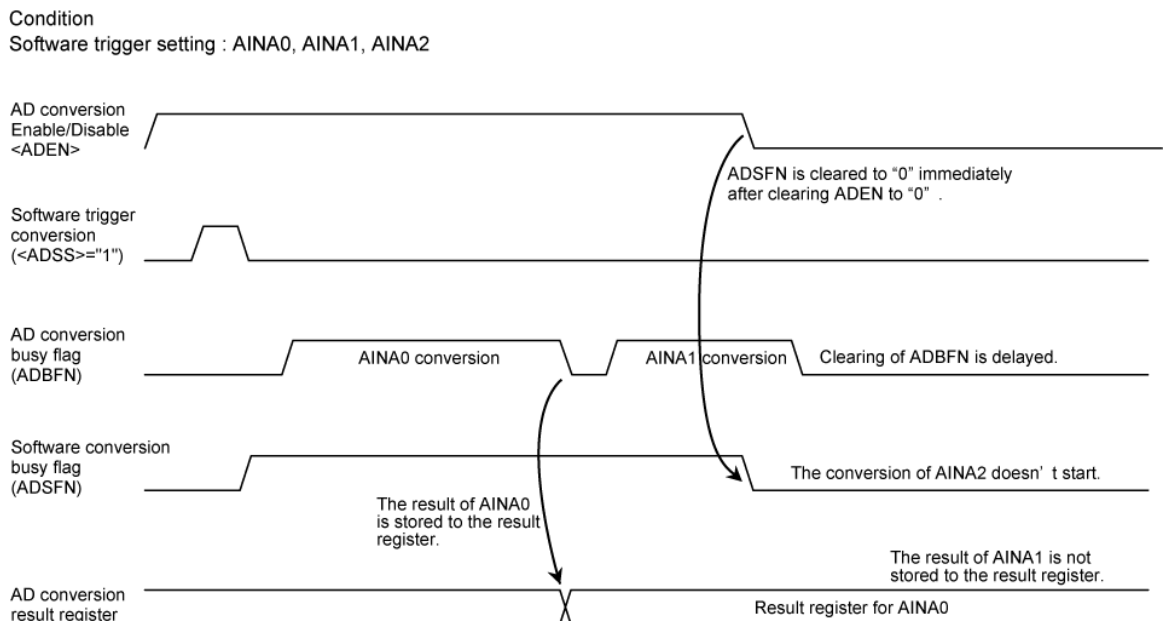 Condition
Software trigger setting : AINA0, AINA1, AINA2
AD conversion
Enable/Disable
<ADEN>
ADSFN is cleared to “0” immediately
after clearing ADEN to “0” .
Software trigger
conversion
(<ADSS>="1")
AD conversion
busy flag
(ADBFN)
AINA0 conversion
AINA1 conversion
Clearing of ADBFN is delayed.
Software conversion
busy flag
(ADSFN)
The conversion of AINA2 doesn’ t start.
The result of AINA0
is stored to the result
register.
The result of AINA1 is not
stored to the result register.
AD conversion
result register
Result register for AINA0